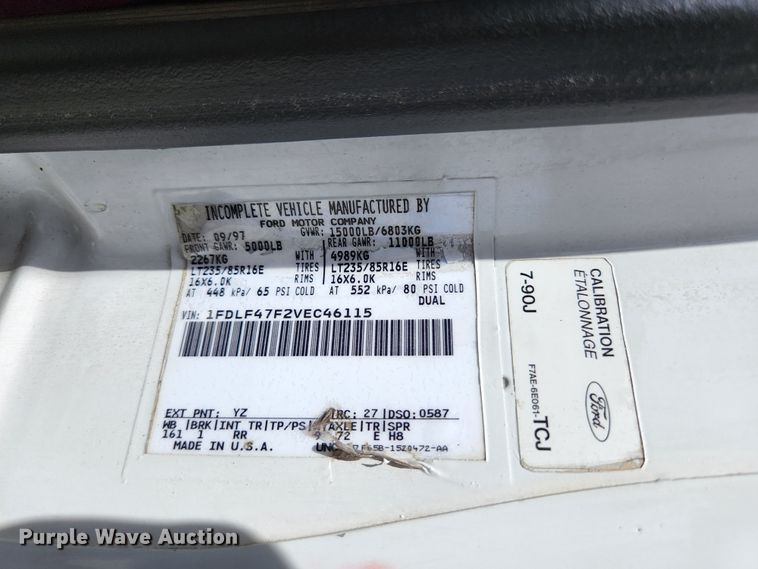 INCOMPLETE VEHICLE MANUFACTURED BY
FORD MOTOR COMPANY
DATE: 09/97 GVWR: 15000LB/6803KG
FRONT GAWR: 5000LB REAR GAWR: 11000LB
2267KG WITH 4989KG WITH
LT235/85R16E TIRES LT235/85R16E TIRES
16X6.0K RIMS 16X6.0K RIMS
AT 448 kPa/ 65 PSI COLD AT 552 kPa/ 80 PSI COLD
DUAL
VIN: 1FDLF47F2VEC46115
EXT PNT: YZ RC: 27 DSO: 0587
WB |BRK|INT TR|TP/PS| AXLE|TR|SPR
161 1 RR 9 72 E H8
MADE IN U.S.A.
CALIBRATION
ÉTALONNAGE
7-90J
Ford
F7AE-6E061-TCJ
Purple Wave Auction